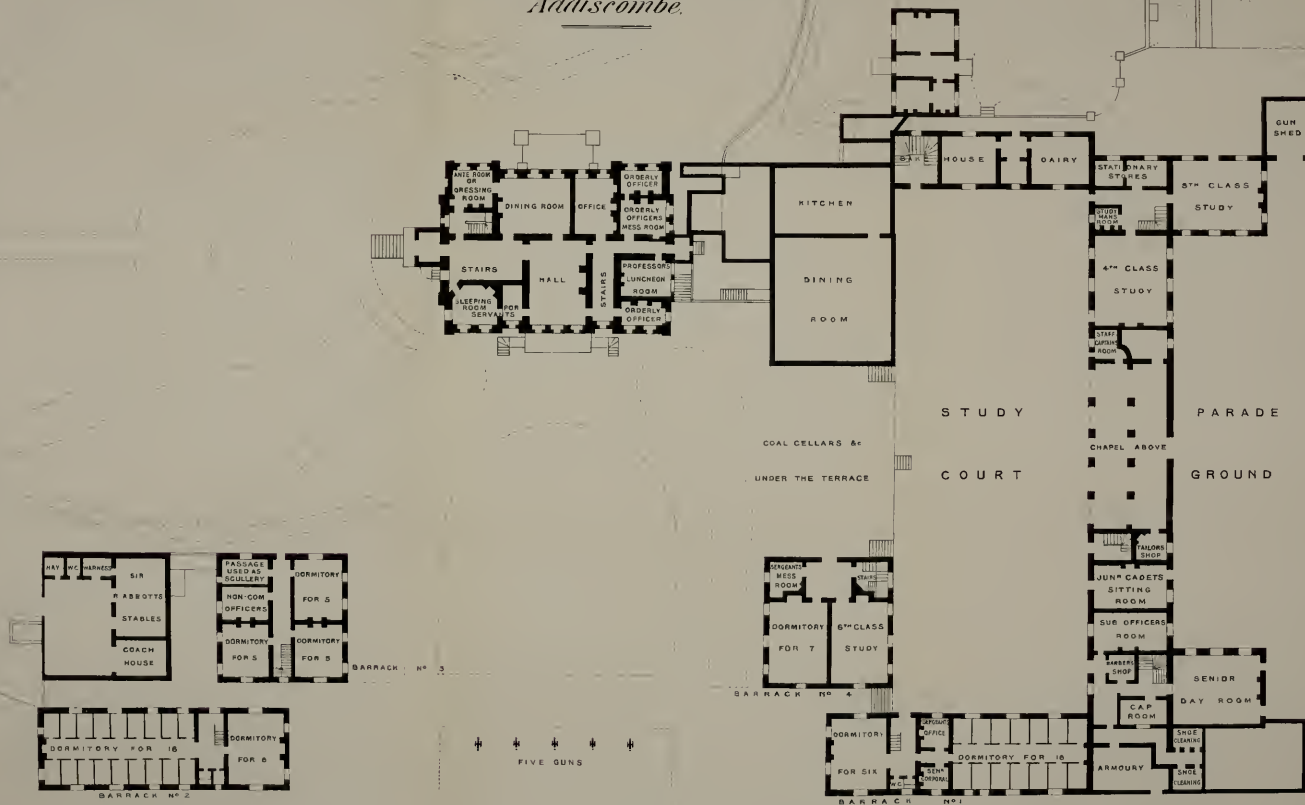 Addiscombe.
GUN
SHED
BAKE HOUSE
DAIRY
STATIONARY
STORES
5TH CLASS
STUDY
STUDY
MANS
ROOM
4TH CLASS
STUDY
STAFF
CAPTAINS
ROOM
ANTE ROOM
OR
DRESSING
ROOM
DINING ROOM
OFFICE
ORDERLY
OFFICER
ORDERLY
OFFICERS
MESS ROOM
STAIRS
HALL
STAIRS
PROFESSORS
LUNCHEON
ROOM
SLEEPING
ROOM FOR
SERVANTS
ORDERLY
OFFICER
KITCHEN
DINING
ROOM
STUDY
COURT
PARADE
GROUND
CHAPEL ABOVE
COAL CELLARS &c
UNDER THE TERRACE
TAILORS
SHOP
JUNR CADETS
SITTING
ROOM
SUB OFFICERS
ROOM
BARBERS
SHOP
CAP
ROOM
SENIOR
DAY ROOM
SHOE
CLEANING
SHOE
CLEANING
ARMOURY
HAY
WC
HARNESS
SIR
R ABBOTTS
STABLES
COACH
HOUSE
PASSAGE
USED AS
SCULLERY
NON-COM
OFFICERS
DORMITORY
FOR 5
DORMITORY
FOR 5
DORMITORY
FOR 5
BARRACK No 3
SERGEANTS
MESS
ROOM
STAIRS
DORMITORY
FOR 7
6TH CLASS
STUDY
BARRACK No 4
DORMITORY FOR 18
DORMITORY
FOR 8
BARRACK No 2
FIVE GUNS
DORMITORY
FOR SIX
WC
OFFICE
SENR
CORPORAL
DORMITORY FOR 18
BARRACK No 1